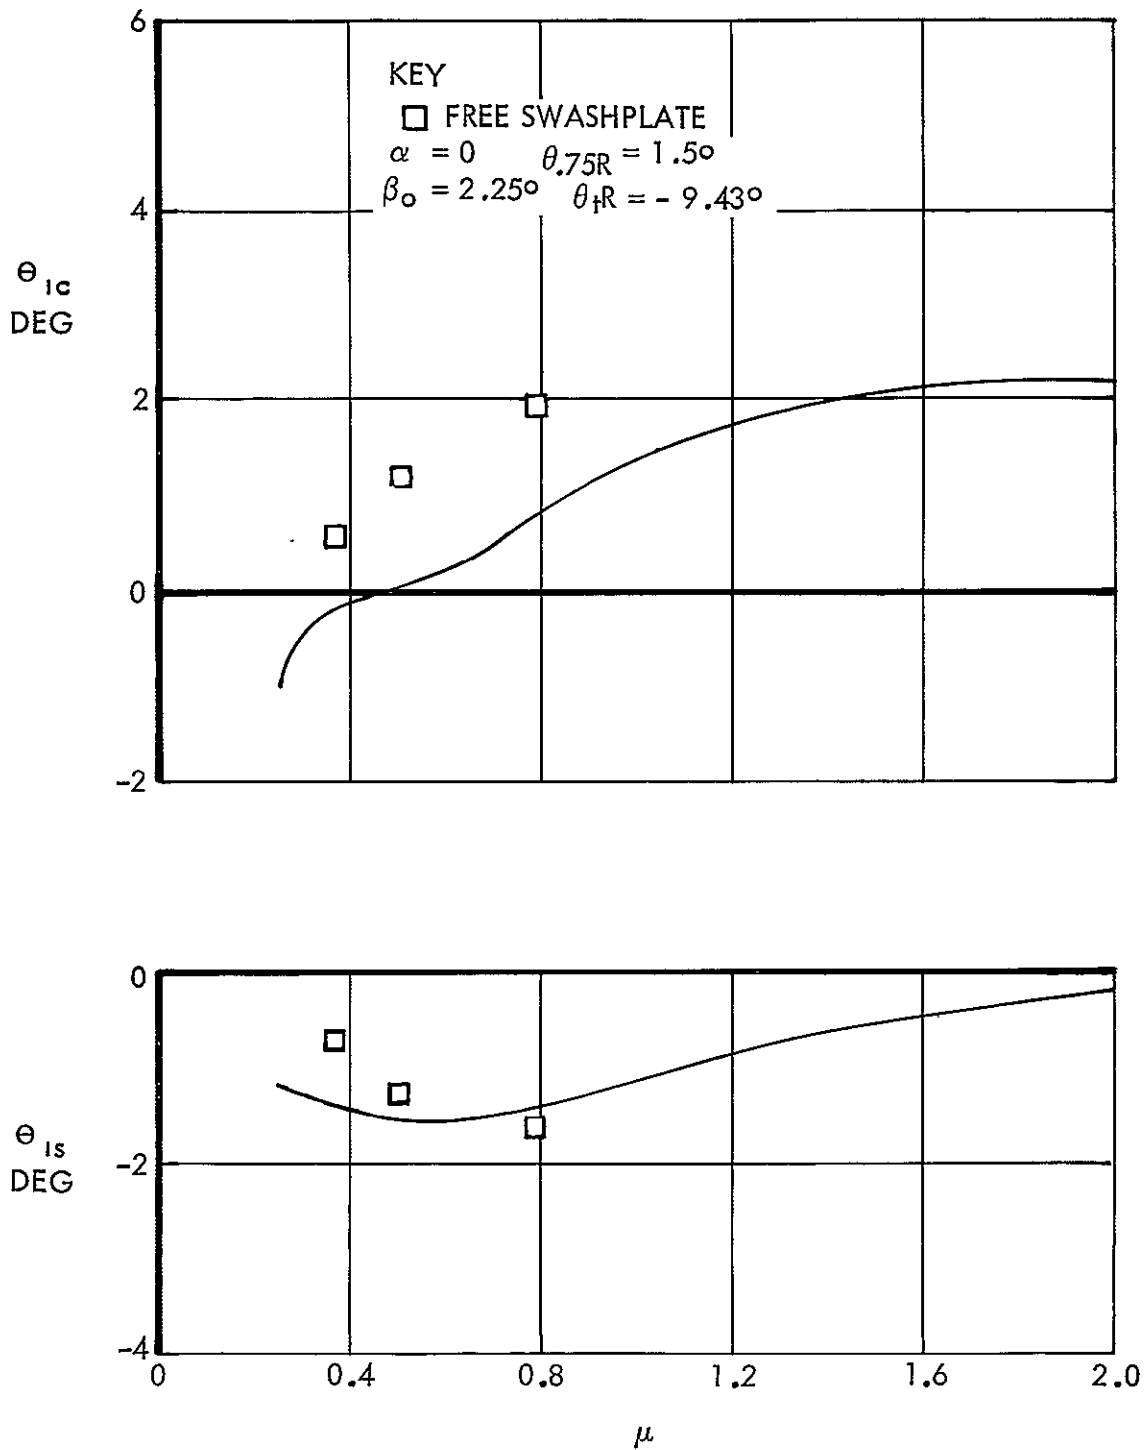 6
KEY
□ FREE SWASHPLATE
α = 0 θ.75R = 1.5°
βo = 2.25° θtR = - 9.43°
4
θ1c
DEG
2
0
-2
0
θ1s
DEG
-2
-4
0 0.4 0.8 1.2 1.6 2.0
μ